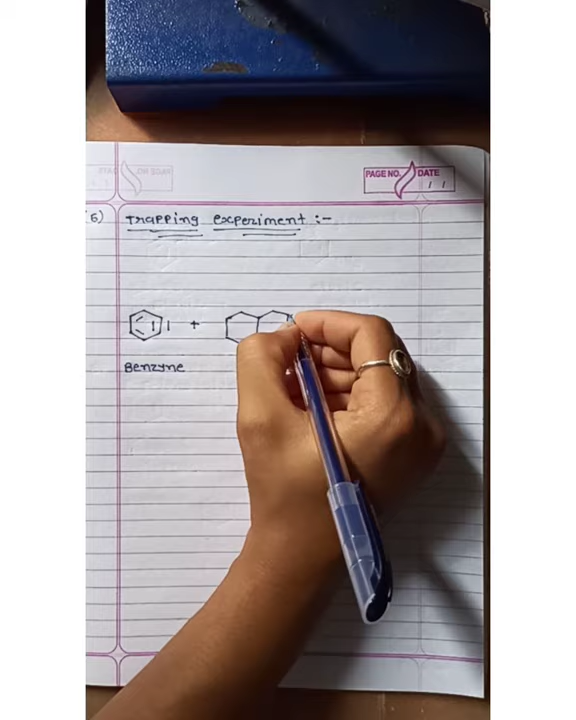 PAGE NO. DATE
/ /
6) Trapping experiment :-
+
Benzyne